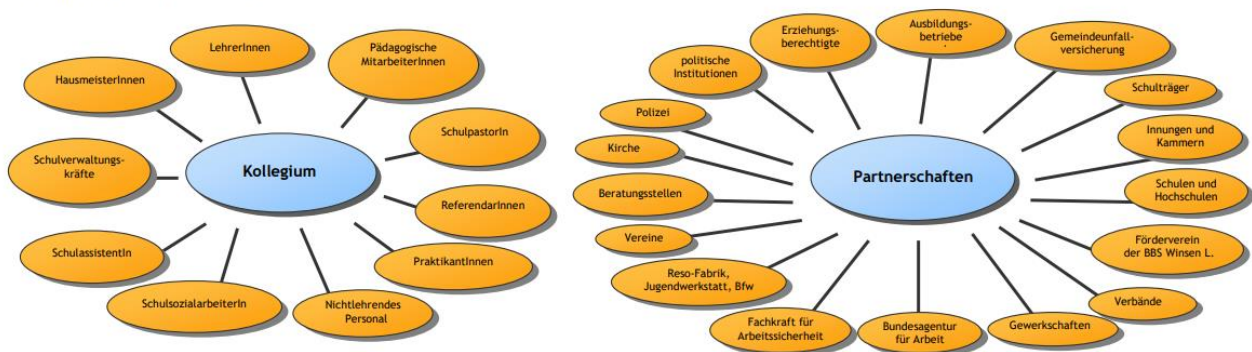 Kollegium
LehrerInnen
Pädagogische
MitarbeiterInnen
SchulpastorIn
ReferendarInnen
PraktikantInnen
Nichtlehrendes
Personal
SchulsozialarbeiterIn
SchulassistentIn
Schulverwaltungs-
kräfte
HausmeisterInnen
Partnerschaften
Ausbildungs-
betriebe
Gemeindeunfall-
versicherung
Schulträger
Innungen und
Kammern
Schulen und
Hochschulen
Förderverein
der BBS Winsen L.
Verbände
Gewerkschaften
Bundesagentur
für Arbeit
Fachkraft für
Arbeitssicherheit
Reso-Fabrik,
Jugendwerkstatt, Bfw
Vereine
Beratungsstellen
Kirche
Polizei
politische
Institutionen
Erziehungs-
berechtigte